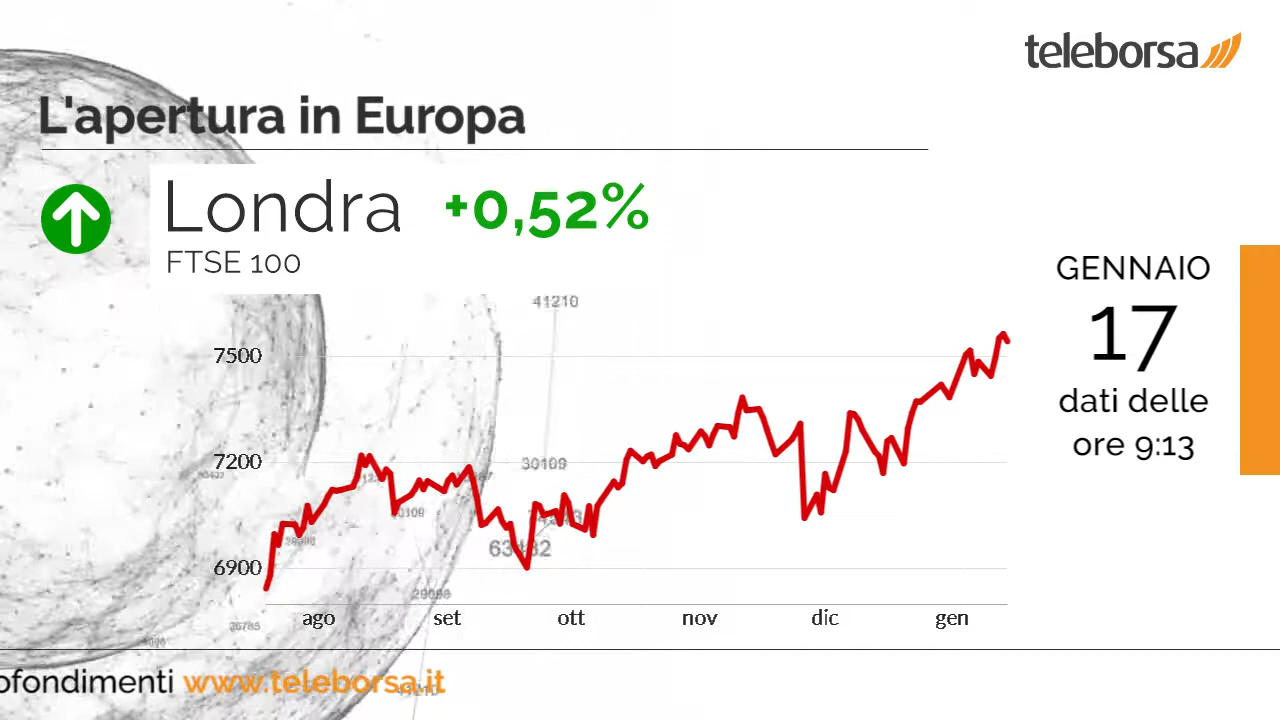 teleborsa
L'apertura in Europa
Londra +0,52%
FTSE 100
GENNAIO
17
dati delle
ore 9:13
41210
7500
7200
30109
6900
ago set ott nov dic gen
ofondimenti www.teleborsa.it